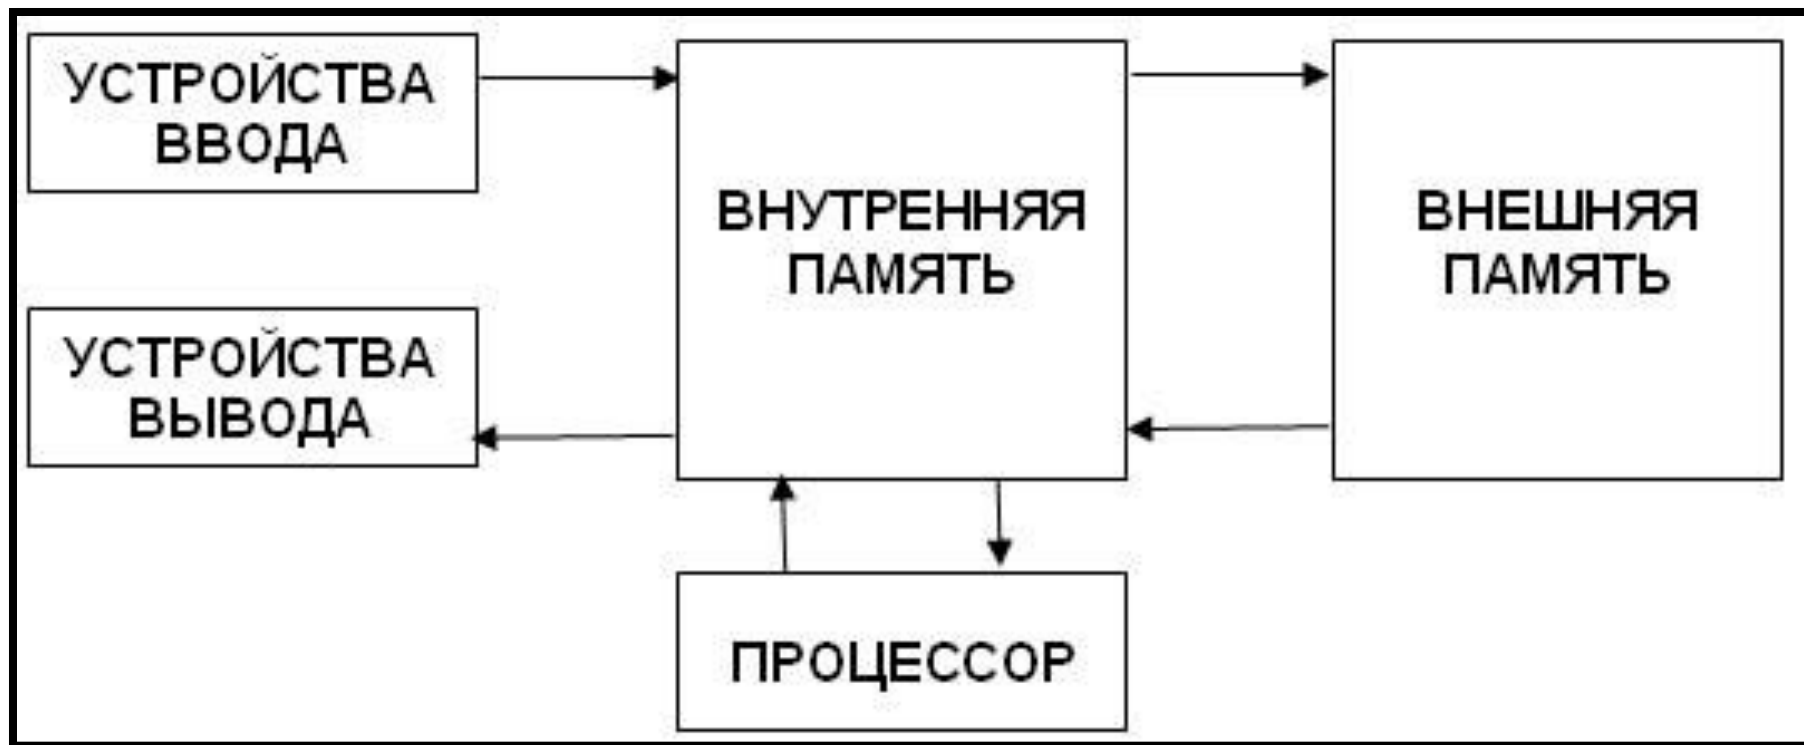 УСТРОЙСТВА
ВВОДА
ВНУТРЕННЯЯ
ПАМЯТЬ
ВНЕШНЯЯ
ПАМЯТЬ
УСТРОЙСТВА
ВЫВОДА
ПРОЦЕССОР